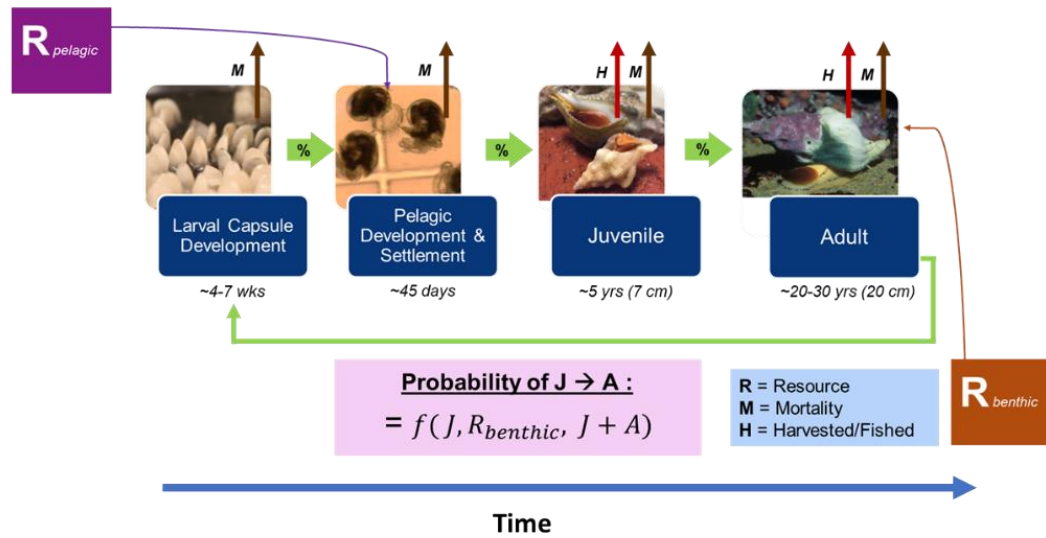 R pelagic
M
M
H M
H M
%
%
%
Larval Capsule
Development
Pelagic
Development &
Settlement
Juvenile
Adult
~4-7 wks
~45 days
~5 yrs (7 cm)
~20-30 yrs (20 cm)
Probability of J → A :
= f(J, R_benthic, J + A)
R = Resource
M = Mortality
H = Harvested/Fished
R benthic
Time